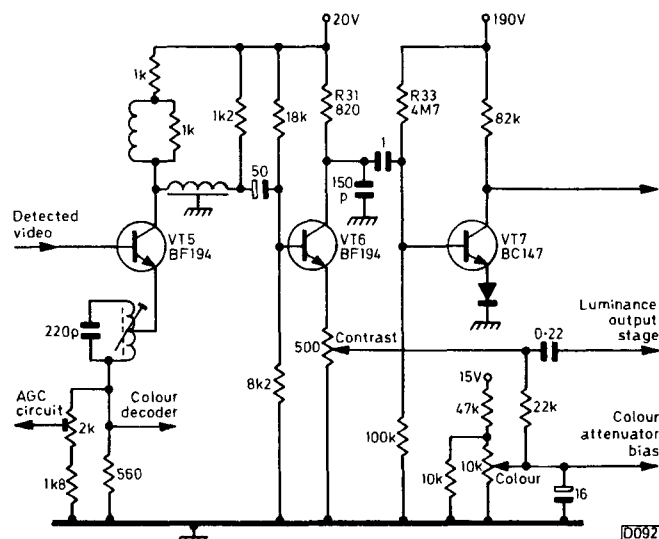 20V
190V
1k
1k
1k2
18k
R31
820
R33
4M7
82k
50
1
150
p
Detected
video
VT5
BF194
VT6
BF194
VT7
BC147
220p
500
Contrast
0·22
Luminance
output
stage
AGC
circuit
Colour
decoder
2k
1k8
560
8k2
100k
15V
47k
22k
10k
10k
Colour
Colour
attenuator
bias
16
D092